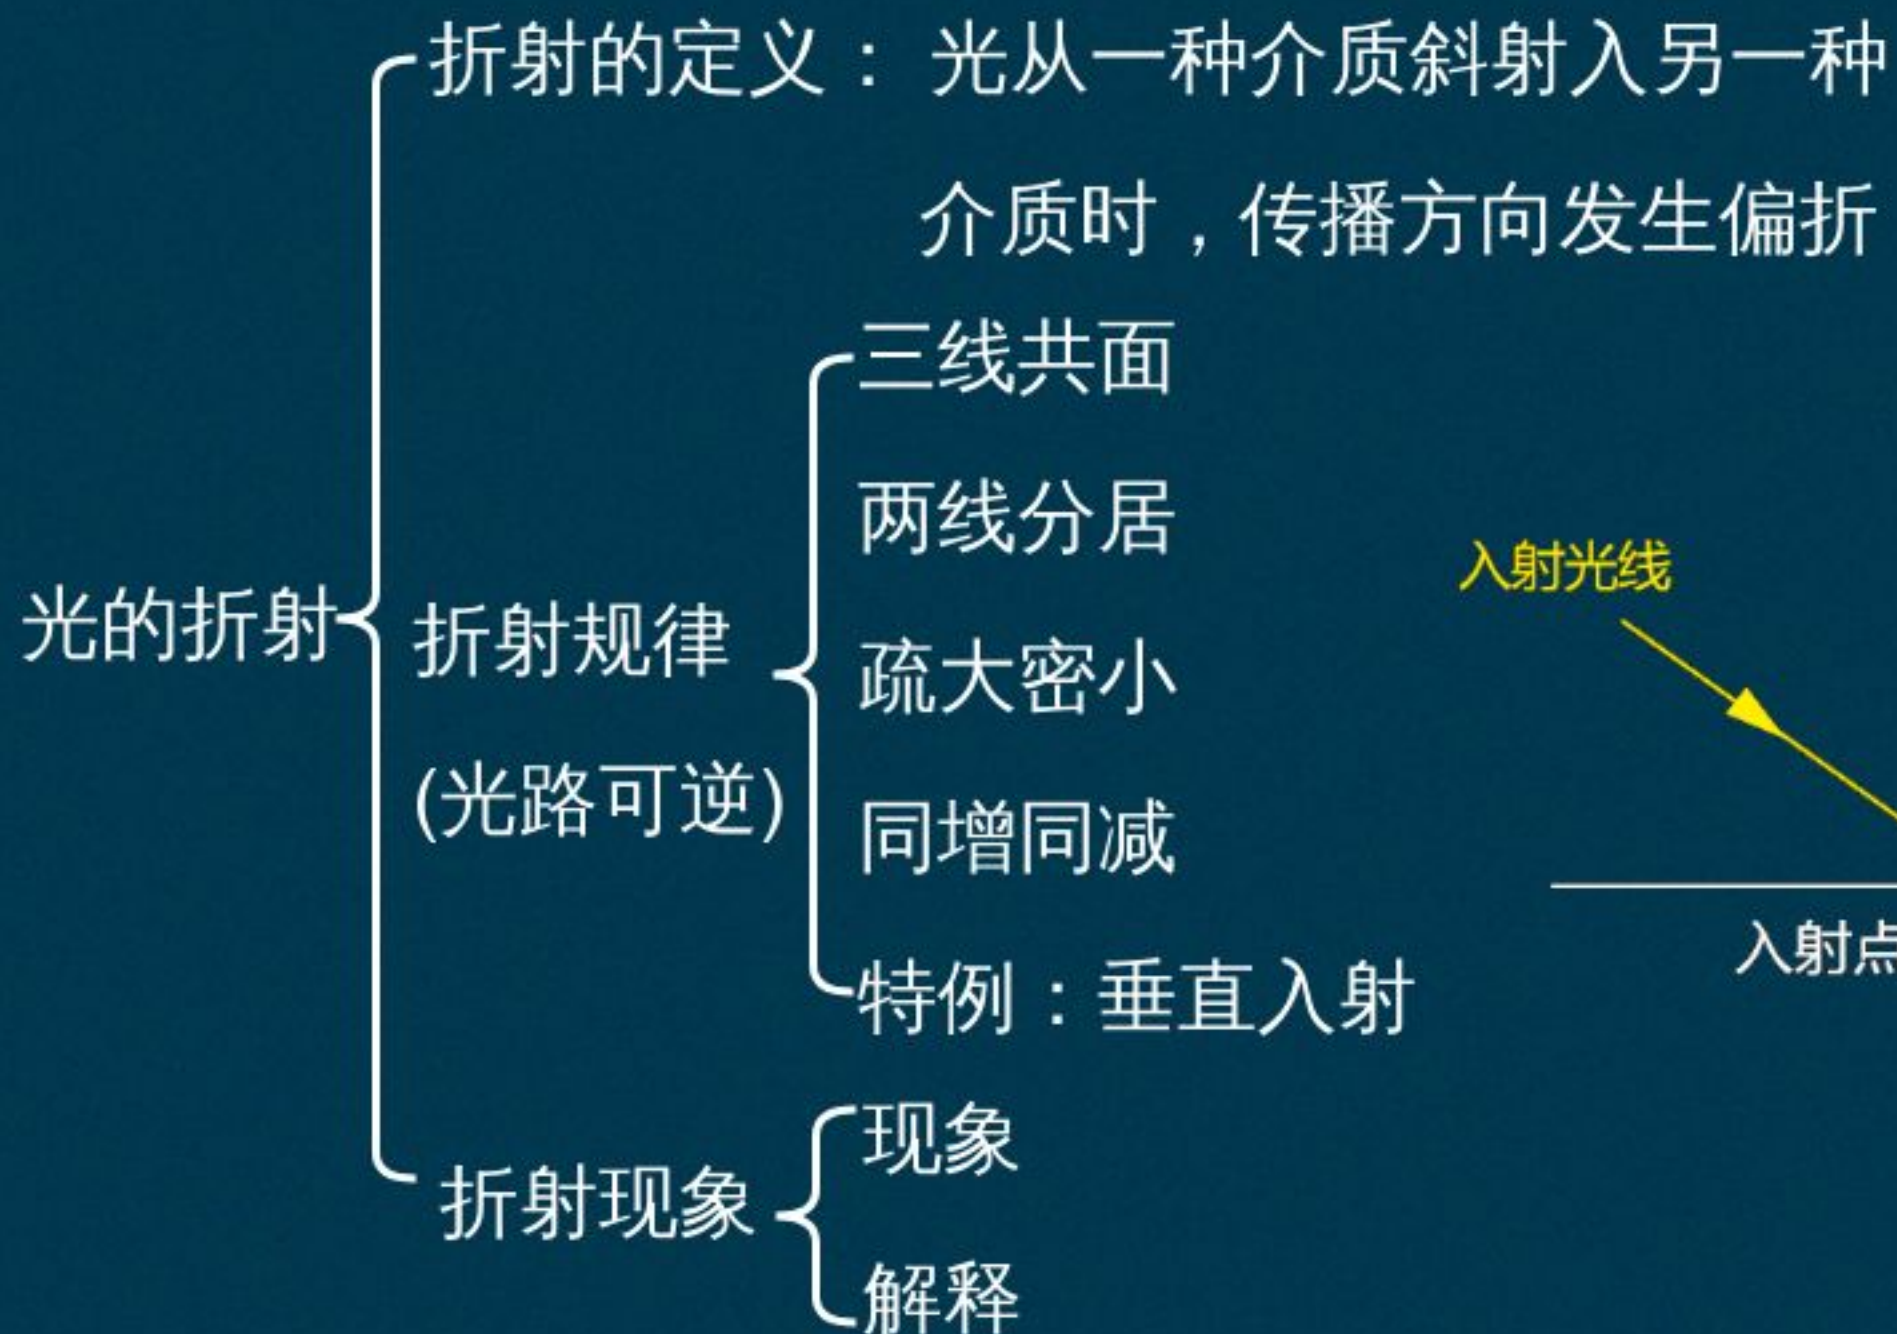 折射的定义： 光从一种介质斜射入另一种
介质时，传播方向发生偏折
三线共面
两线分居
入射光线
光的折射
折射规律
疏大密小
(光路可逆)
同增同减
入射点
特例：垂直入射
现象
折射现象
解释